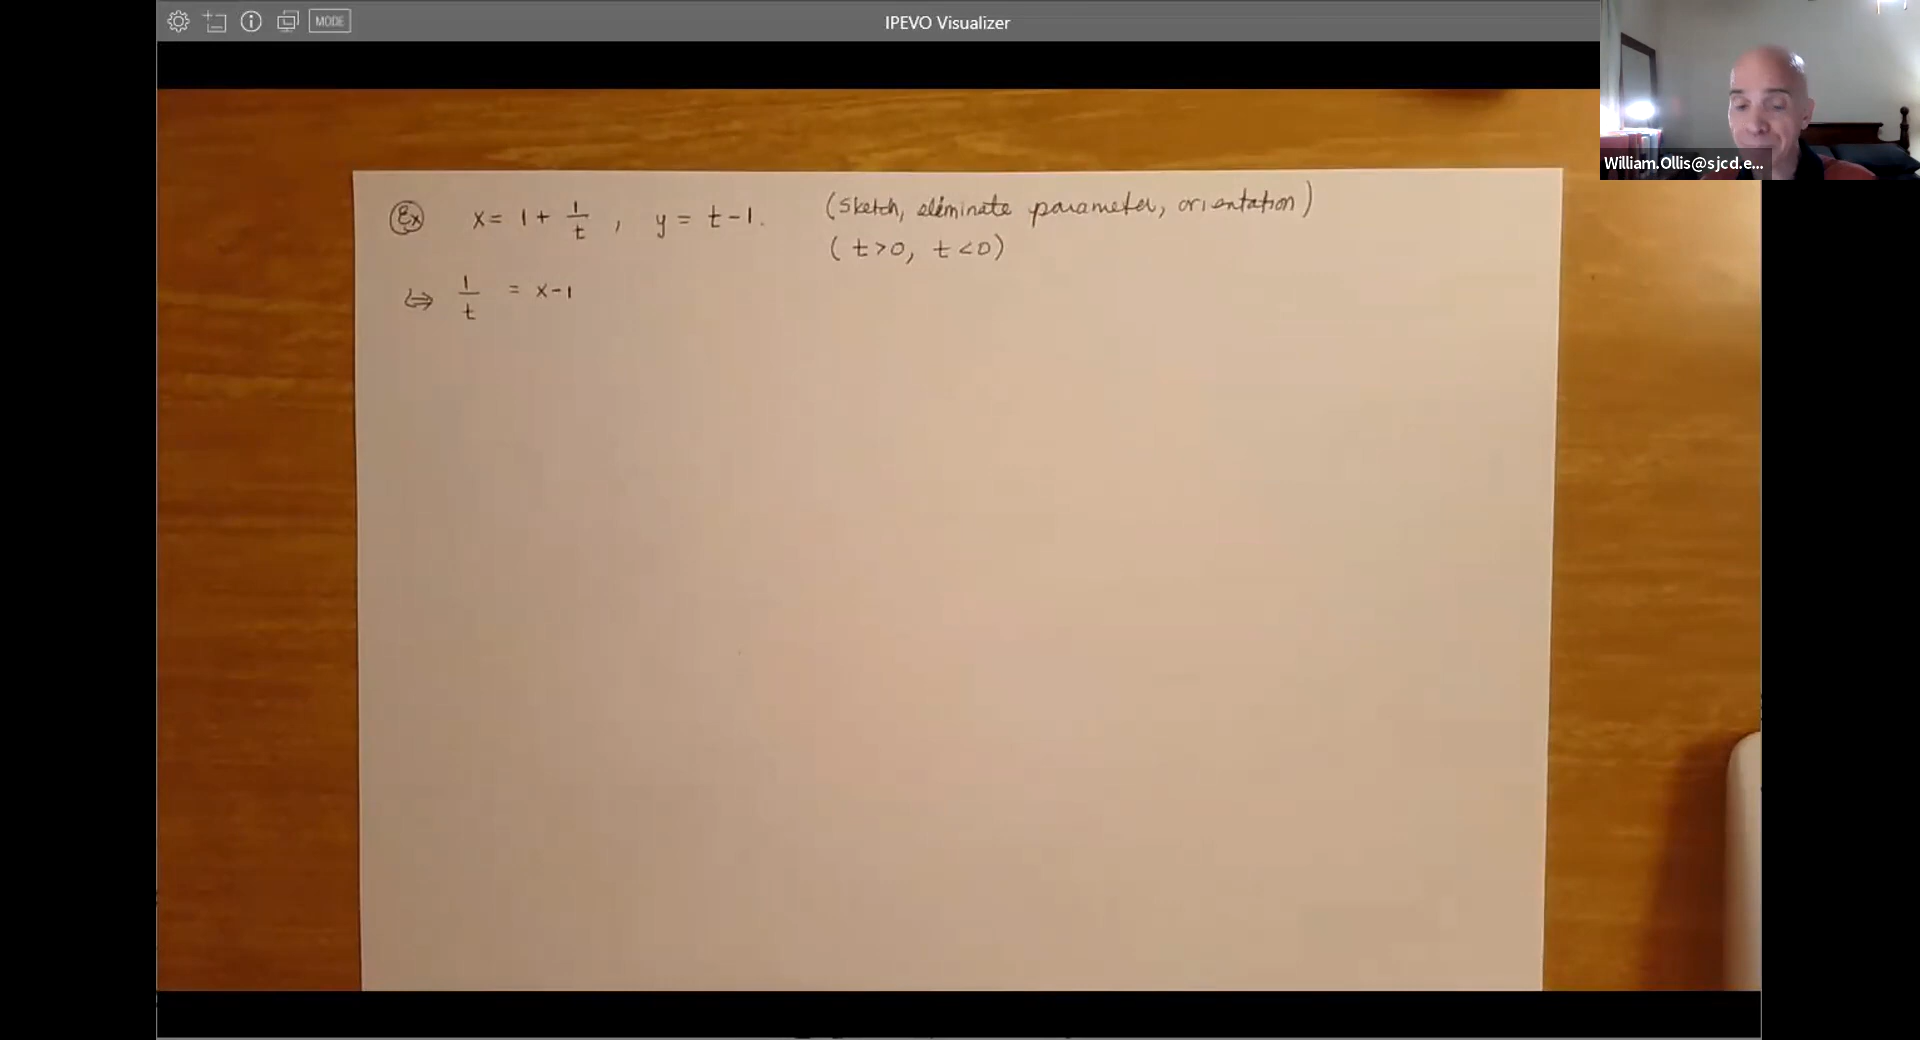 MODE
IPEVO Visualizer
William.Ollis@sjcd.e...
Ex x = 1 + 1/t , y = t - 1. (sketch, eliminate parameter, orientation)
( t > 0, t < 0 )
⇔ 1/t = x - 1